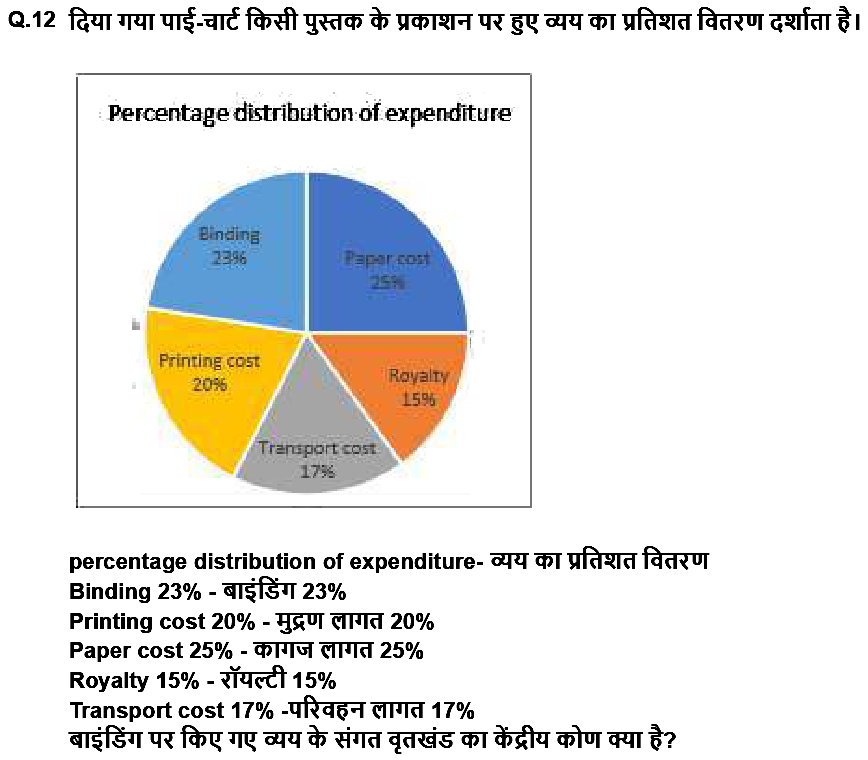 Q.12 दिया गया पाई-चार्ट किसी पुस्तक के प्रकाशन पर हुए व्यय का प्रतिशत वितरण दर्शाता है।
Percentage distribution of expenditure
Binding
23%
Paper cost
25%
Printing cost
20%
Royalty
15%
Transport cost
17%
percentage distribution of expenditure- व्यय का प्रतिशत वितरण
Binding 23% - बाइंडिंग 23%
Printing cost 20% - मुद्रण लागत 20%
Paper cost 25% - कागज लागत 25%
Royalty 15% - रॉयल्टी 15%
Transport cost 17% -परिवहन लागत 17%
बाइंडिंग पर किए गए व्यय के संगत वृतखंड का केंद्रीय कोण क्या है?